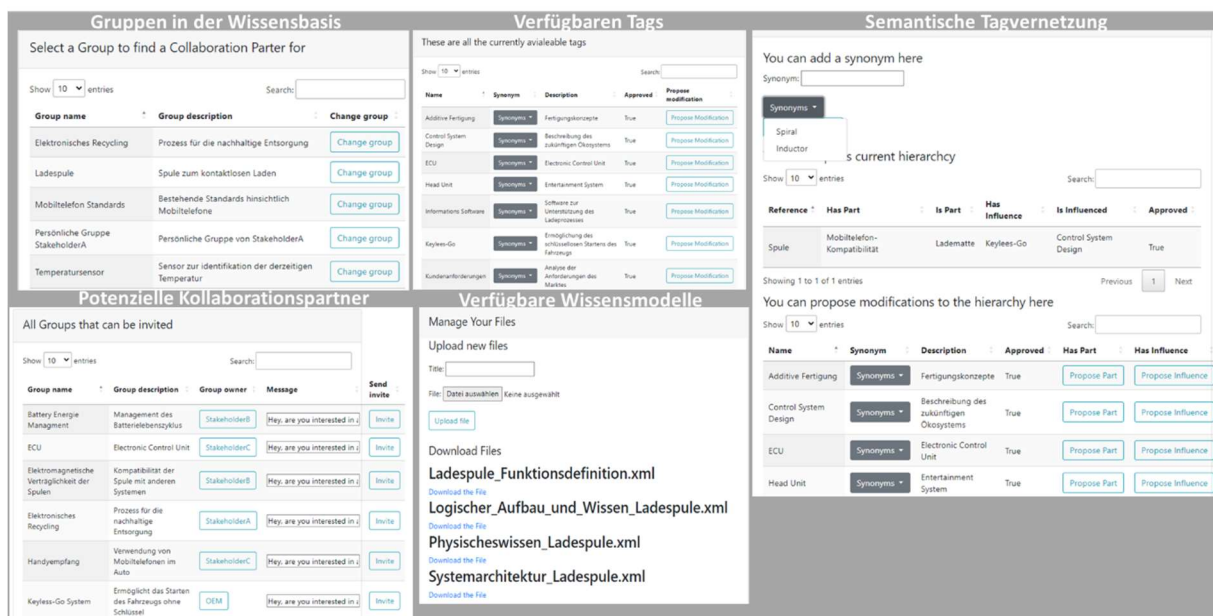 Gruppen in der Wissensbasis
Select a Group to find a Collaboration Parter for
Show 10 entries Search:
Group name Group description Change group
Elektronisches Recycling Prozess für die nachhaltige Entsorgung Change group
Ladespule Spule zum kontaktlosen Laden Change group
Mobiltelefon Standards Bestehende Standards hinsichtlich Mobiltelefone Change group
Persönliche Gruppe StakeholderA Persönliche Gruppe von StakeholderA Change group
Temperatursensor Sensor zur identifikation der derzeitigen Temperatur Change group
Verfügbaren Tags
These are all the currently avialeable tags
Show 10 entries Search:
Name Synonym Description Approved Propose modification
Additive Fertigung Synonyms Fertigungskonzepte True Propose Modification
Control System Design Synonyms Beschreibung des zukünftigen Ökosystems True Propose Modification
ECU Synonyms Electronic Control Unit True Propose Modification
Head Unit Synonyms Entertainment System True Propose Modification
Informations Software Synonyms Software zur Unterstützung des Ladeprozesses True Propose Modification
Keyless-Go Synonyms Ermöglichung des schlüssellosen Startens des Fahrzeugs True Propose Modification
Kundenanforderungen Synonyms Analyse der Anforderungen des Marktes True Propose Modification
Semantische Tagvernetzung
You can add a synonym here
Synonym:
Synonyms
Spiral
Inductor
s current hierarchcy
Show 10 entries Search:
Reference Has Part Is Part Has Influence Is Influenced Approved
Spule Mobiltelefon-Kompatibilität Ladematte Keylees-Go Control System Design True
Showing 1 to 1 of 1 entries Previous 1 Next
You can propose modifications to the hierarchy here
Show 10 entries Search:
Name Synonym Description Approved Has Part Has Influence
Additive Fertigung Synonyms Fertigungskonzepte True Propose Part Propose Influence
Control System Design Synonyms Beschreibung des zukünftigen Ökosystems True Propose Part Propose Influence
ECU Synonyms Electronic Control Unit True Propose Part Propose Influence
Head Unit Synonyms Entertainment System True Propose Part Propose Influence
Potenzielle Kollaborationspartner
All Groups that can be invited
Show 10 entries Search:
Group name Group description Group owner Message Send invite
Battery Energie Managment Management des Batterielebenszyklus StakeholderB Hey, are you interested in a Invite
ECU Electronic Control Unit StakeholderC Hey, are you interested in a Invite
Elektromagnetische Verträglichkeit der Spulen Kompatibilität der Spule mit anderen Systemen StakeholderB Hey, are you interested in a Invite
Elektronisches Recycling Prozess für die nachhaltige Entsorgung StakeholderA Hey, are you interested in a Invite
Handyempfang Verwendung von Mobiltelefonen im Auto StakeholderC Hey, are you interested in a Invite
Keyless-Go System Ermöglicht das Starten des Fahrzeugs ohne Schlüssel OEM Hey, are you interested in a Invite
Verfügbare Wissensmodelle
Manage Your Files
Upload new files
Title:
File: Datei auswählen Keine ausgewählt
Upload file
Download Files
Ladespule_Funktionsdefinition.xml
Download the File
Logischer_Aufbau_und_Wissen_Ladespule.xml
Download the File
Physischeswissen_Ladespule.xml
Download the File
Systemarchitektur_Ladespule.xml
Download the File